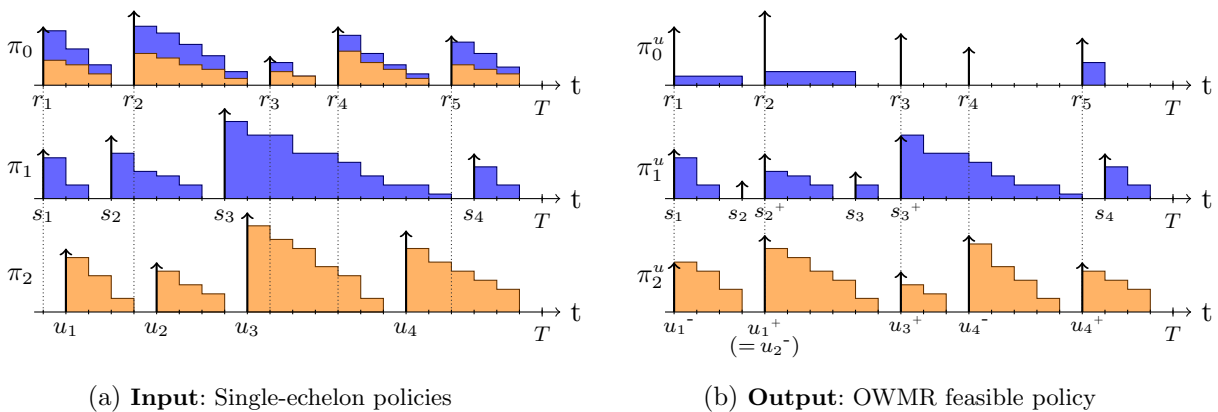 π₀ t
r₁ r₂ r₃ r₄ r₅ T
π₁
s₁ s₂ s₃ s₄
π₂ t
u₁ u₂ u₃ u₄ T
(a) Input: Single-echelon policies
π₀ᵘ t
r₁ r₂ r₃ r₄ r₅ T
π₁ᵘ
s₁ s₂ s₂⁺ s₃ s₃⁺ s₄
π₂ᵘ t
u₁⁻ u₁⁺ u₃⁺ u₄⁻ u₄⁺ T
(= u₂⁻)
(b) Output: OWMR feasible policy